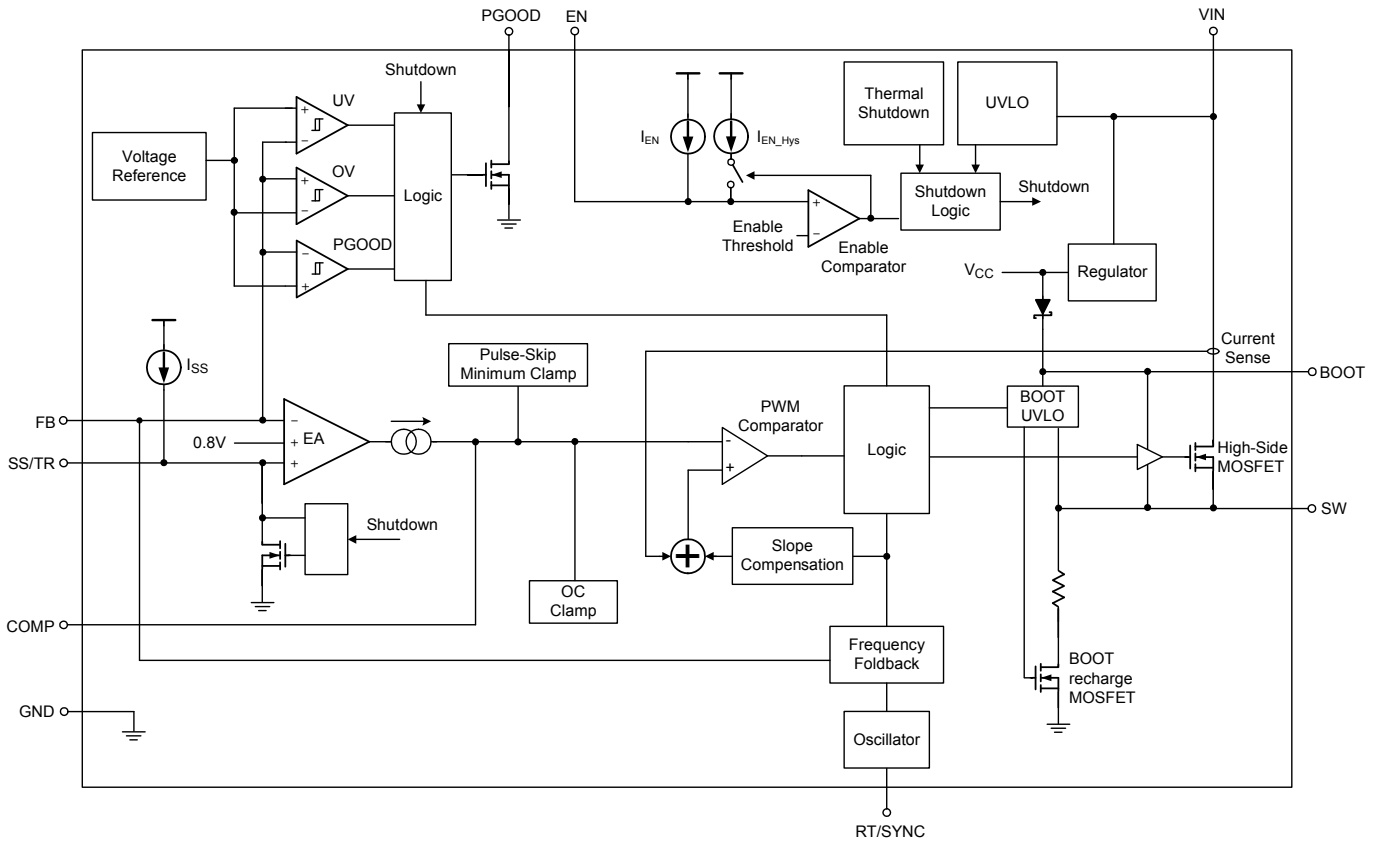 PGOOD
EN
VIN
Shutdown
UV
OV
PGOOD
Voltage
Reference
Logic
I_EN
I_EN_Hys
Thermal
Shutdown
UVLO
Shutdown
Logic
Shutdown
Enable
Threshold
+
−
Enable
Comparator
V_CC
Regulator
Current
Sense
BOOT
I_SS
Pulse-Skip
Minimum Clamp
BOOT
UVLO
FB
0.8V
SS/TR
−
+
+
EA
PWM
Comparator
-
+
Logic
High-Side
MOSFET
SW
Shutdown
Slope
Compensation
OC
Clamp
COMP
Frequency
Foldback
BOOT
recharge
MOSFET
GND
Oscillator
RT/SYNC
+
−
+
−
−
+